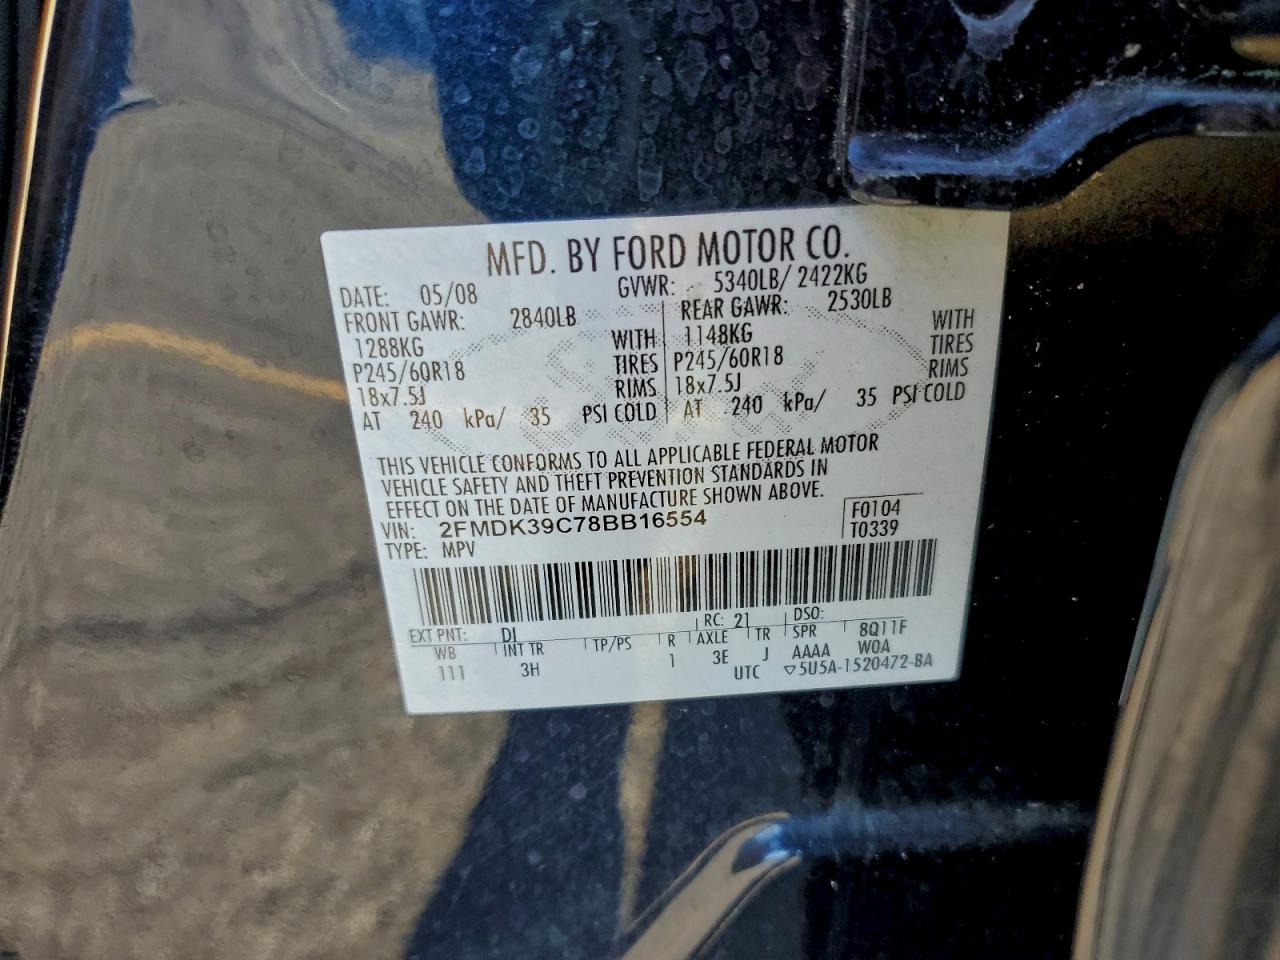 MFD. BY FORD MOTOR CO.
DATE: 05/08 GVWR: 5340LB/ 2422KG
FRONT GAWR: 2840LB REAR GAWR: 2530LB
1288KG WITH 1148KG WITH
P245/60R18 TIRES P245/60R18 TIRES
18x7.5J RIMS 18x7.5J RIMS
AT 240 kPa/ 35 PSI COLD AT 240 kPa/ 35 PSI COLD
THIS VEHICLE CONFORMS TO ALL APPLICABLE FEDERAL MOTOR
VEHICLE SAFETY AND THEFT PREVENTION STANDARDS IN
EFFECT ON THE DATE OF MANUFACTURE SHOWN ABOVE.
VIN: 2FMDK39C78BB16554 F0104
TYPE: MPV T0339
EXT PNT: DI RC: 21 DSO:
WB INT TR TP/PS R AXLE TR SPR 8Q11F
111 3H 1 3E J AAAA WOA
UTC ▽5U5A-1520472-BA